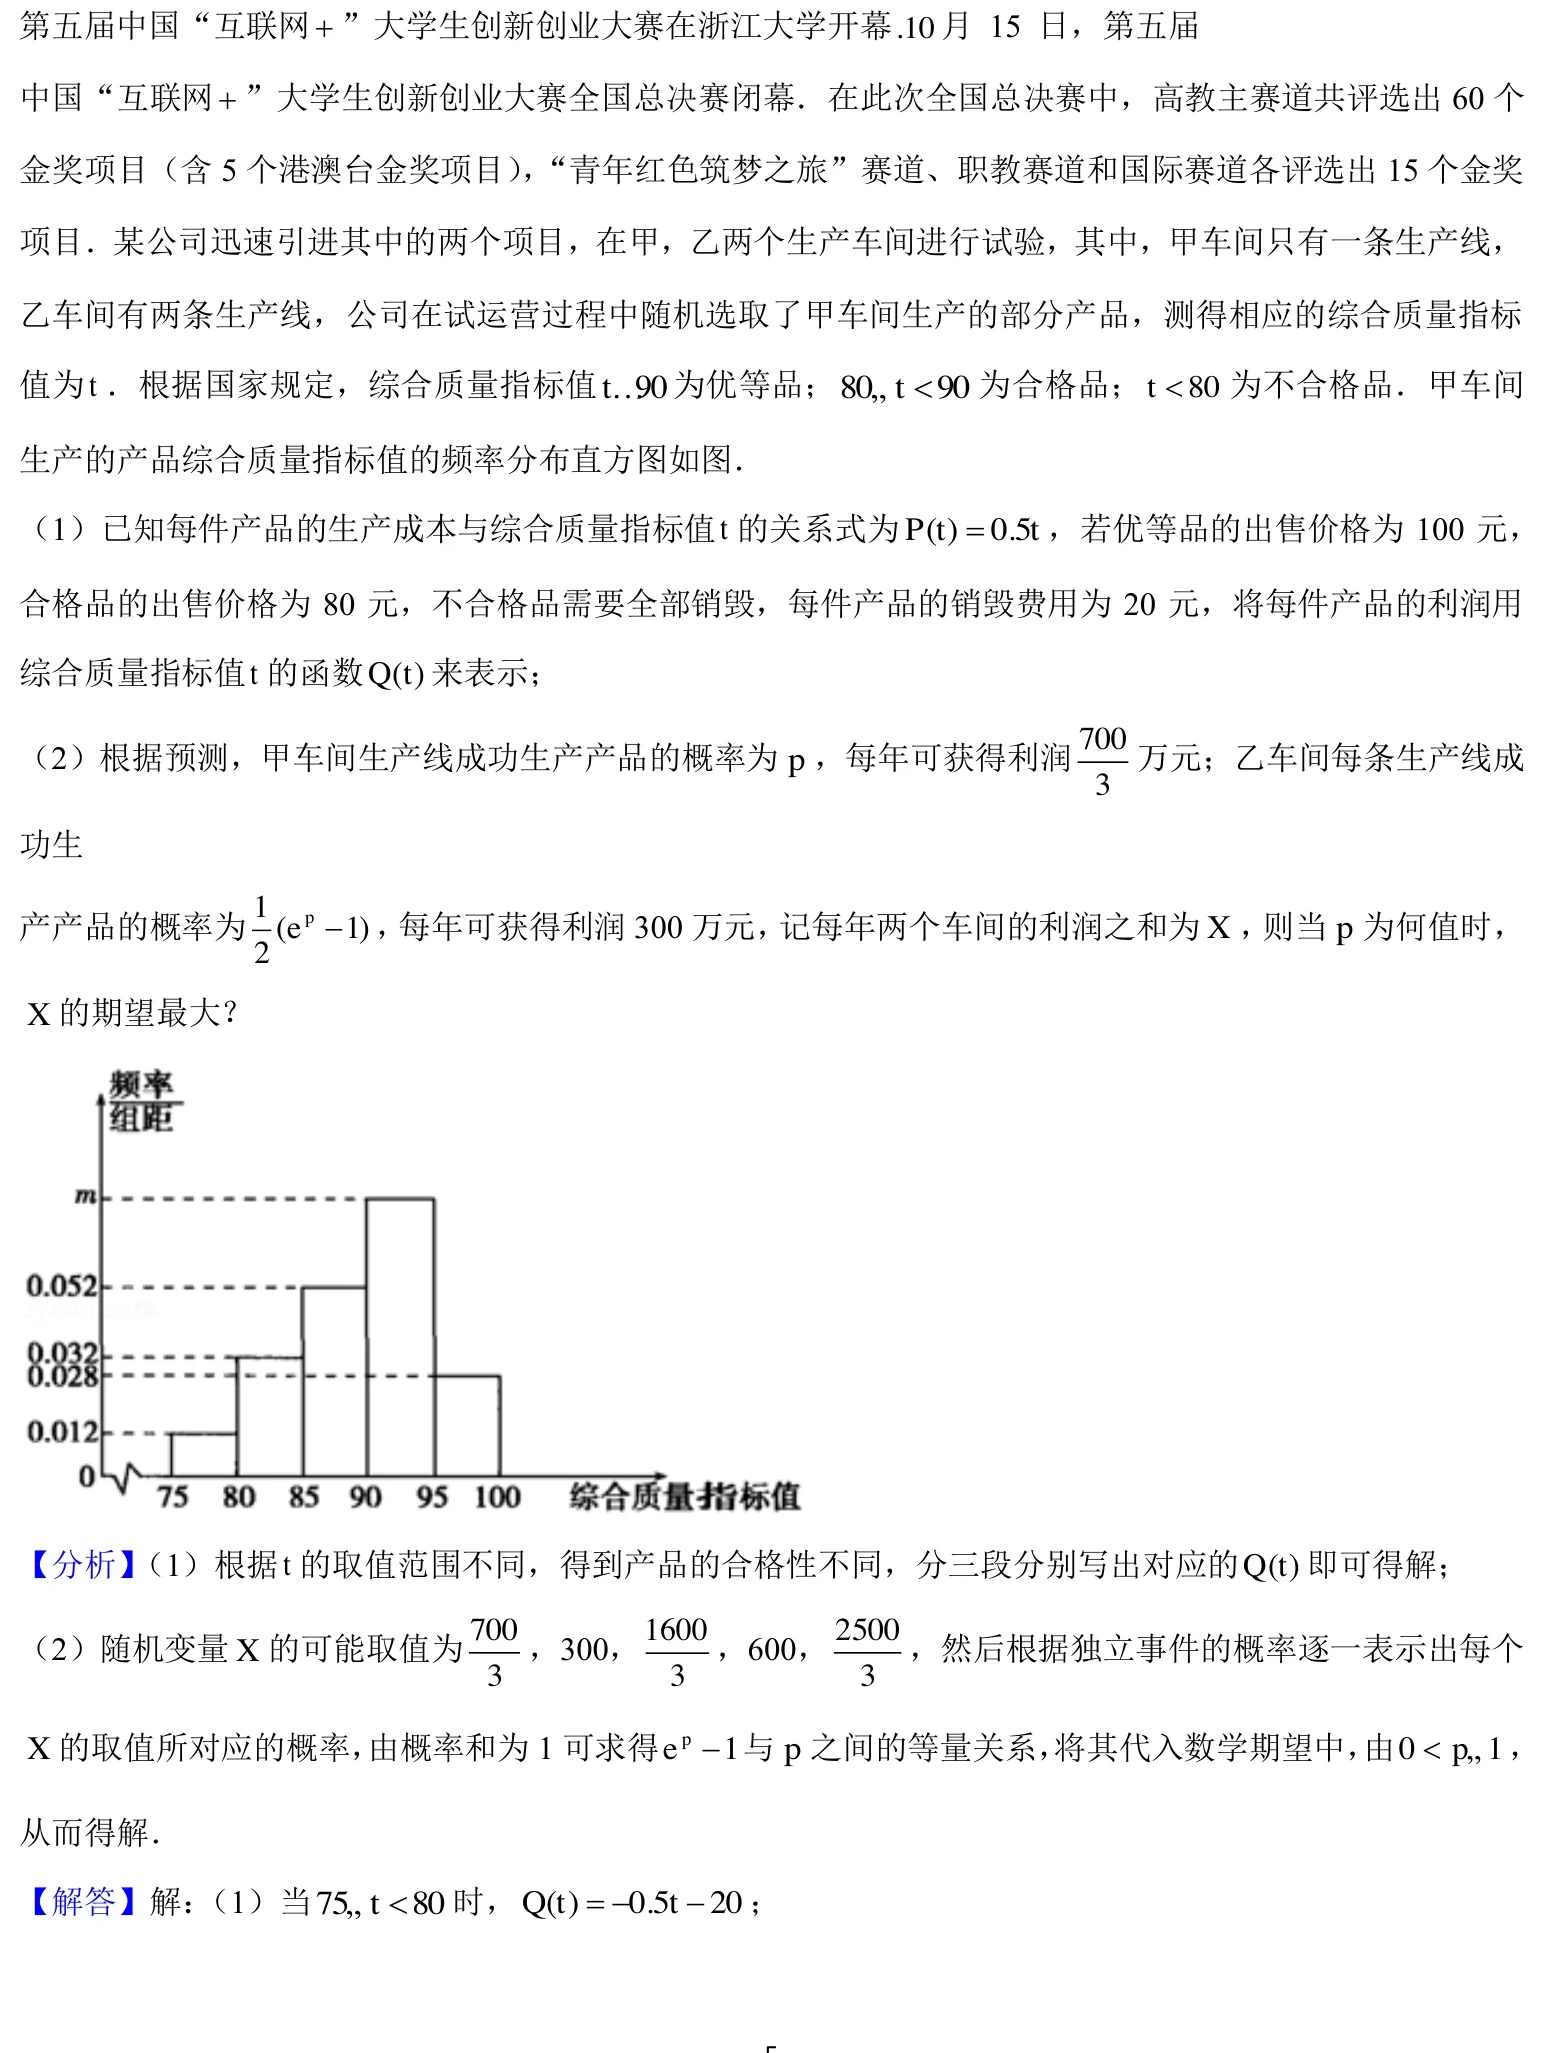 第五届中国“互联网+”大学生创新创业大赛在浙江大学开幕.10月 15 日，第五届
中国“互联网+”大学生创新创业大赛全国总决赛闭幕．在此次全国总决赛中，高教主赛道共评选出 60 个
金奖项目（含 5 个港澳台金奖项目），“青年红色筑梦之旅”赛道、职教赛道和国际赛道各评选出 15 个金奖
项目．某公司迅速引进其中的两个项目，在甲，乙两个生产车间进行试验，其中，甲车间只有一条生产线，
乙车间有两条生产线，公司在试运营过程中随机选取了甲车间生产的部分产品，测得相应的综合质量指标
值为t．根据国家规定，综合质量指标值t..90为优等品；80,, t<90 为合格品；t<80 为不合格品．甲车间
生产的产品综合质量指标值的频率分布直方图如图．
（1）已知每件产品的生产成本与综合质量指标值t 的关系式为P(t)=0.5t，若优等品的出售价格为 100 元，
合格品的出售价格为 80 元，不合格品需要全部销毁，每件产品的销毁费用为 20 元，将每件产品的利润用
综合质量指标值t 的函数Q(t)来表示；
（2）根据预测，甲车间生产线成功生产产品的概率为 p，每年可获得利润 700/3 万元；乙车间每条生产线成
功生
产产品的概率为 1/2(e^p −1)，每年可获得利润 300 万元，记每年两个车间的利润之和为X，则当 p 为何值时，
X 的期望最大？
频率
组距
m
0.052
0.032
0.028
0.012
0
75 80 85 90 95 100 综合质量指标值
【分析】（1）根据t 的取值范围不同，得到产品的合格性不同，分三段分别写出对应的Q(t)即可得解；
（2）随机变量 X 的可能取值为 700/3，300，1600/3，600，2500/3，然后根据独立事件的概率逐一表示出每个
X 的取值所对应的概率，由概率和为 1 可求得e^p −1与 p 之间的等量关系，将其代入数学期望中，由0< p,,1，
从而得解．
【解答】解：（1）当75,, t<80时，Q(t)=−0.5t−20；
5